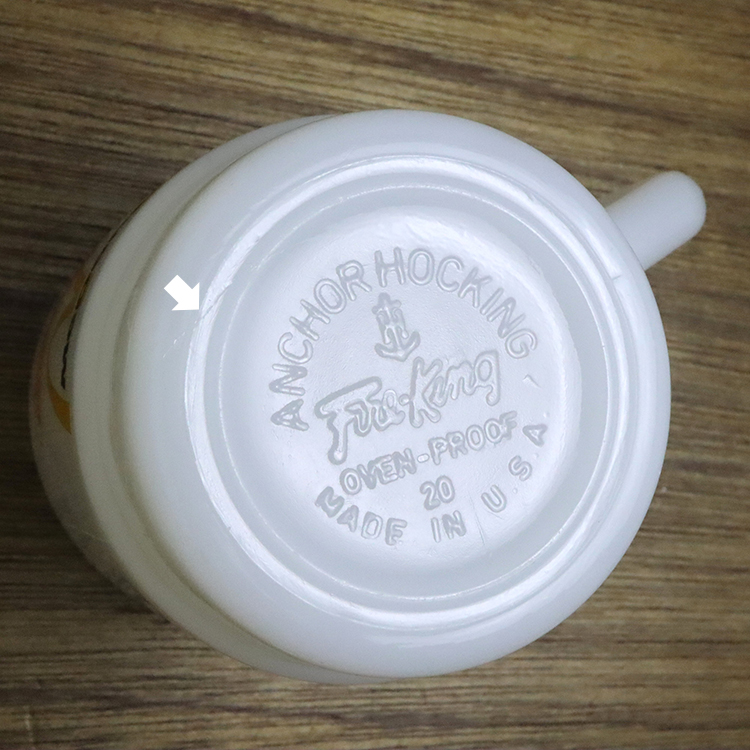 ANCHOR HOCKING
Fire-King
OVEN-PROOF
20
MADE IN U.S.A.